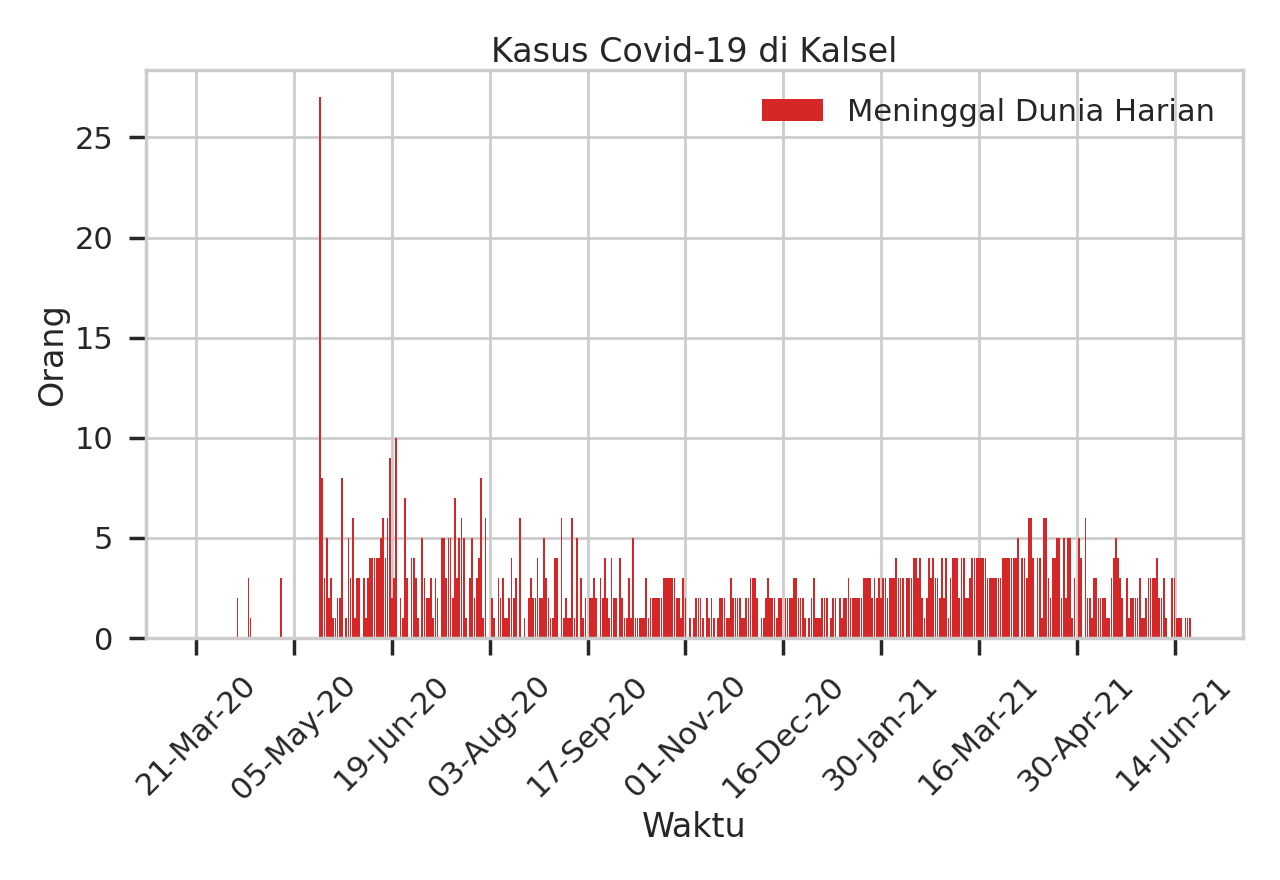 Kasus Covid-19 di Kalsel
Meninggal Dunia Harian
25
20
15
10
5
0
Orang
21-Mar-20
05-May-20
19-Jun-20
03-Aug-20
17-Sep-20
01-Nov-20
16-Dec-20
30-Jan-21
16-Mar-21
30-Apr-21
14-Jun-21
Waktu